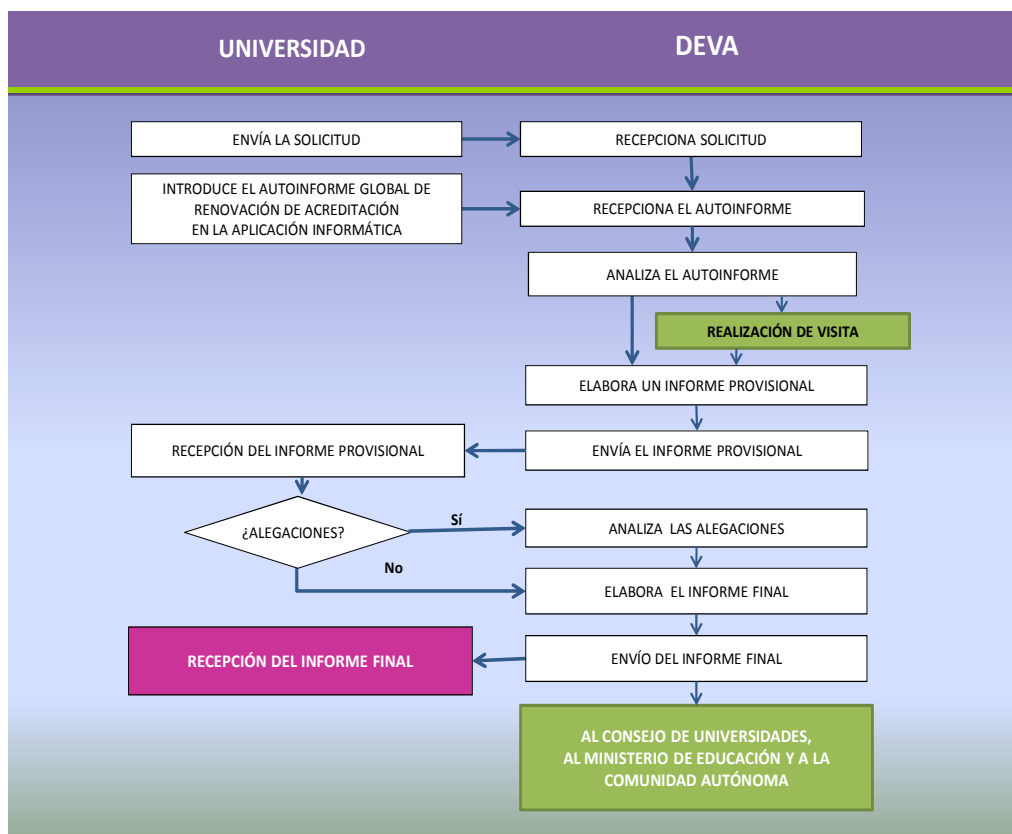 UNIVERSIDAD
DEVA
ENVÍA LA SOLICITUD
RECEPCIONA SOLICITUD
INTRODUCE EL AUTOINFORME GLOBAL DE
RENOVACIÓN DE ACREDITACIÓN
EN LA APLICACIÓN INFORMÁTICA
RECEPCIONA EL AUTOINFORME
ANALIZA EL AUTOINFORME
REALIZACIÓN DE VISITA
ELABORA UN INFORME PROVISIONAL
RECEPCIÓN DEL INFORME PROVISIONAL
ENVÍA EL INFORME PROVISIONAL
¿ALEGACIONES?
Sí
ANALIZA LAS ALEGACIONES
No
ELABORA EL INFORME FINAL
RECEPCIÓN DEL INFORME FINAL
ENVÍO DEL INFORME FINAL
AL CONSEJO DE UNIVERSIDADES,
AL MINISTERIO DE EDUCACIÓN Y A LA
COMUNIDAD AUTÓNOMA